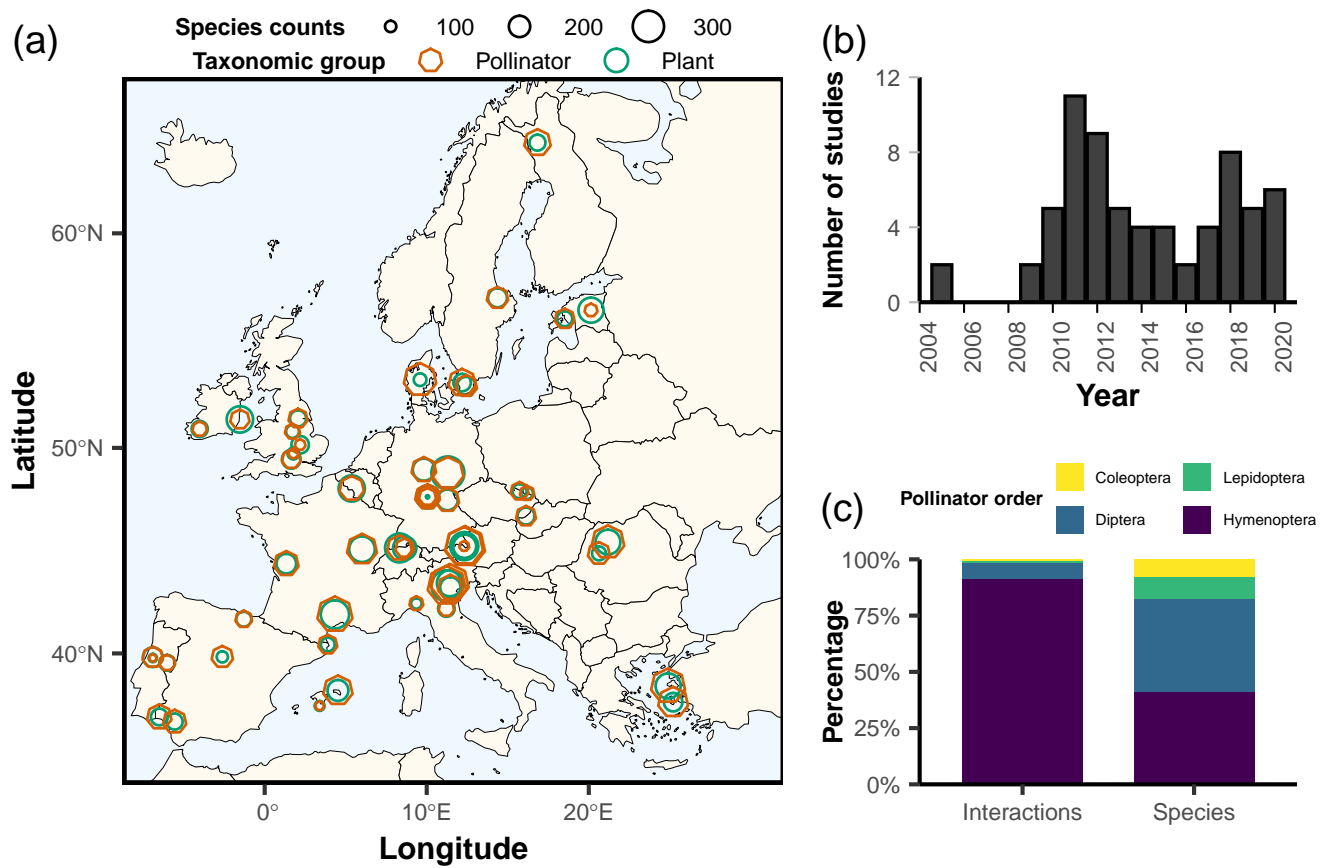 (a)
Species counts 100 200 300
Taxonomic group Pollinator Plant
60°N
50°N
40°N
Latitude
0° 10°E 20°E
Longitude
(b)
12
8
4
0
Number of studies
2004 2006 2008 2010 2012 2014 2016 2018 2020
Year
(c)
Pollinator order
Coleoptera Lepidoptera
Diptera Hymenoptera
100%
75%
50%
25%
0%
Percentage
Interactions Species